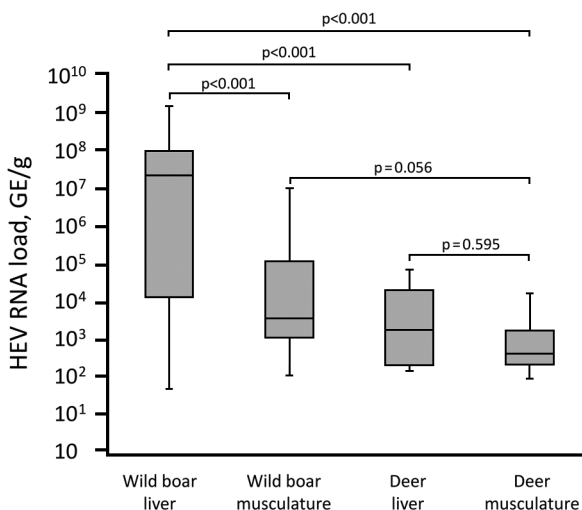 p<0.001
p<0.001
p<0.001
p=0.056
p=0.595
HEV RNA load, GE/g
10¹⁰
10⁹
10⁸
10⁷
10⁶
10⁵
10⁴
10³
10²
10¹
10
Wild boar
liver
Wild boar
musculature
Deer
liver
Deer
musculature